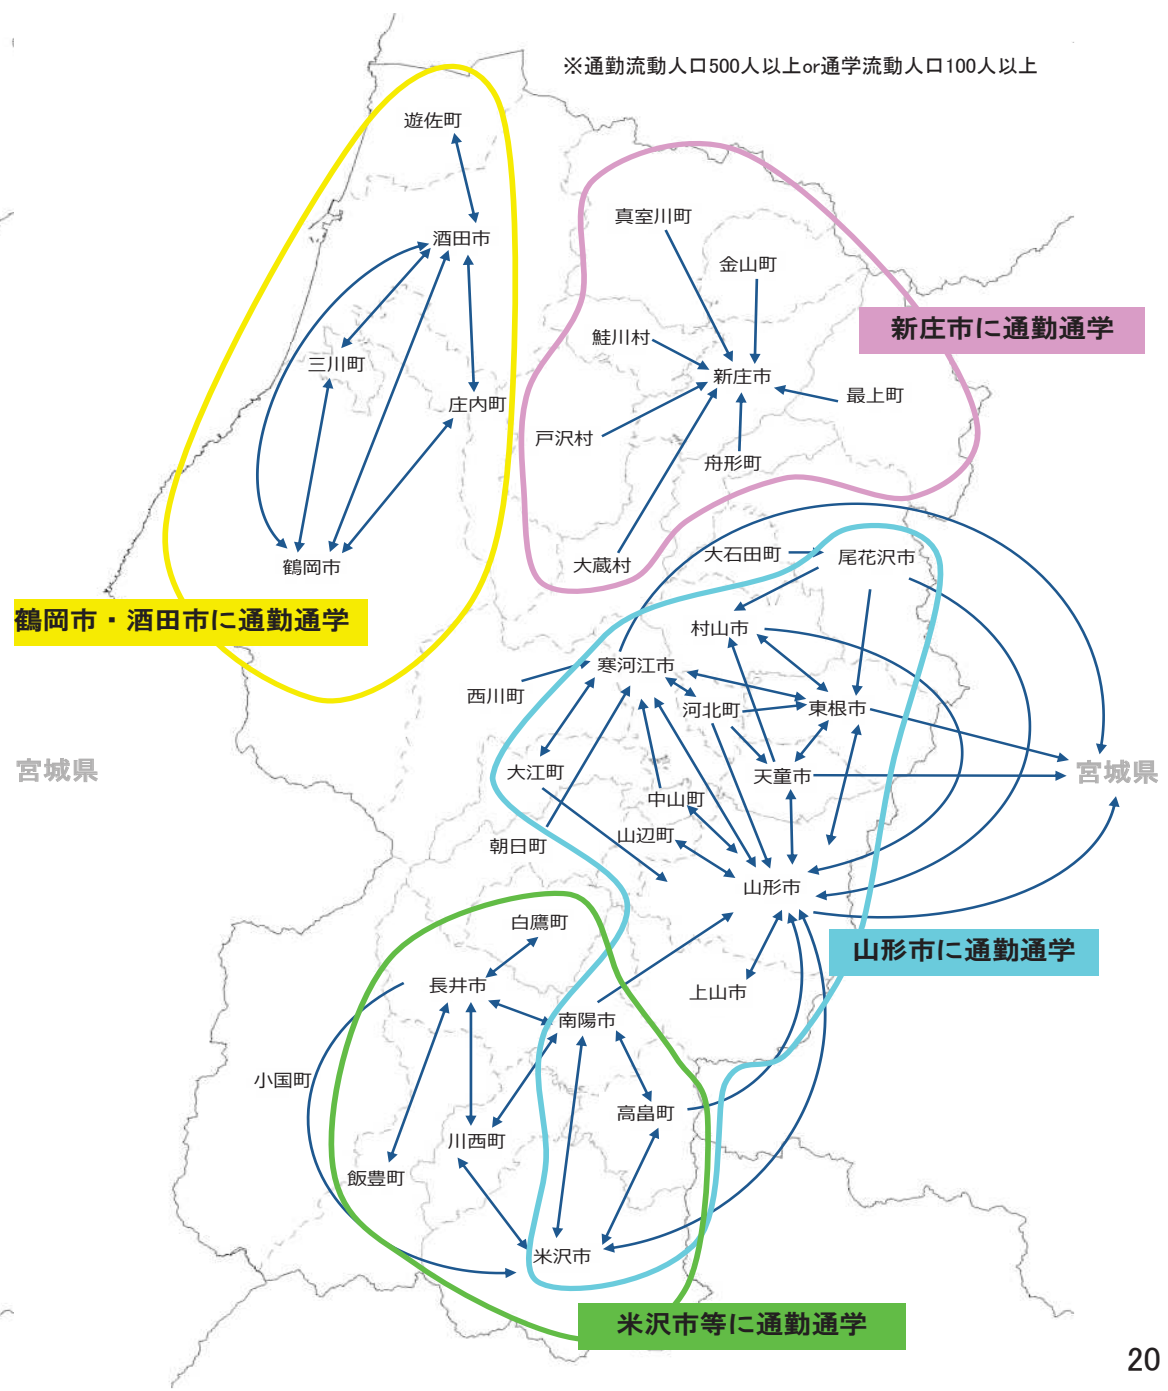 ※通勤流動人口500人以上or通学流動人口100人以上
遊佐町
酒田市
三川町
庄内町
鶴岡市
鶴岡市・酒田市に通勤通学
真室川町
金山町
鮭川村
新庄市
最上町
戸沢村
舟形町
大蔵村
新庄市に通勤通学
大石田町
尾花沢市
村山市
寒河江市
西川町
河北町
東根市
宮城県
大江町
天童市
宮城県
中山町
山辺町
朝日町
山形市
山形市に通勤通学
白鷹町
長井市
上山市
南陽市
小国町
高畠町
川西町
飯豊町
米沢市
米沢市等に通勤通学
20